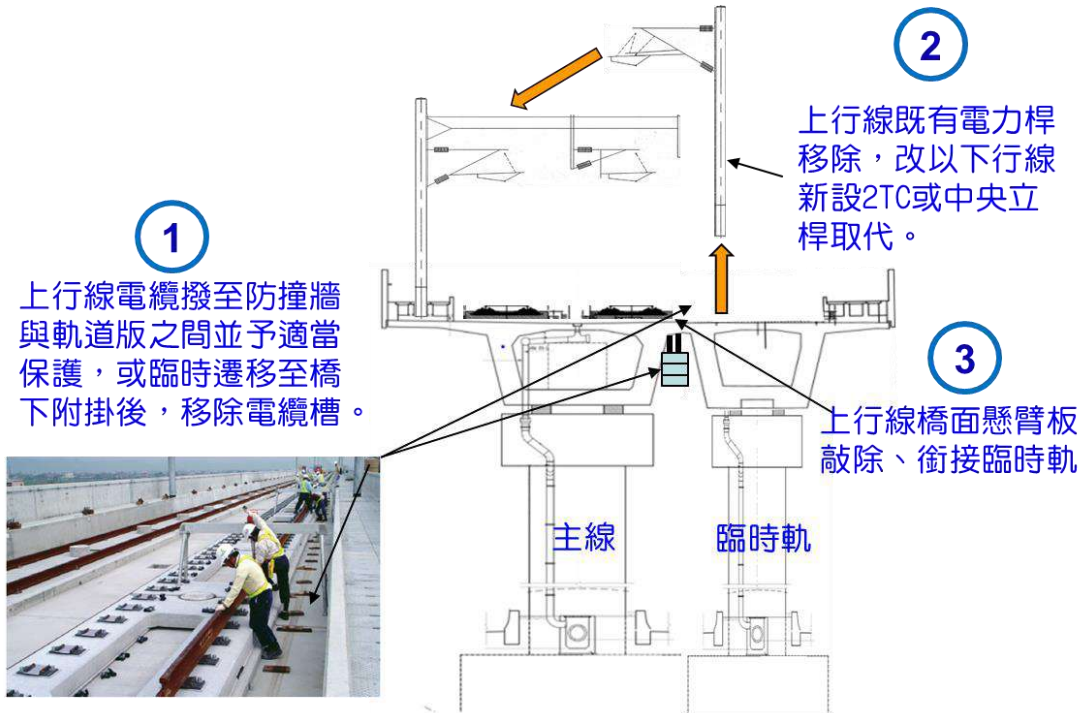 1
上行線電纜撥至防撞牆
與軌道版之間並予適當
保護，或臨時遷移至橋
下附掛後，移除電纜槽。
2
上行線既有電力桿
移除，改以下行線
新設2TC或中央立
桿取代。
3
上行線橋面懸臂板
敲除、銜接臨時軌
主線
臨時軌